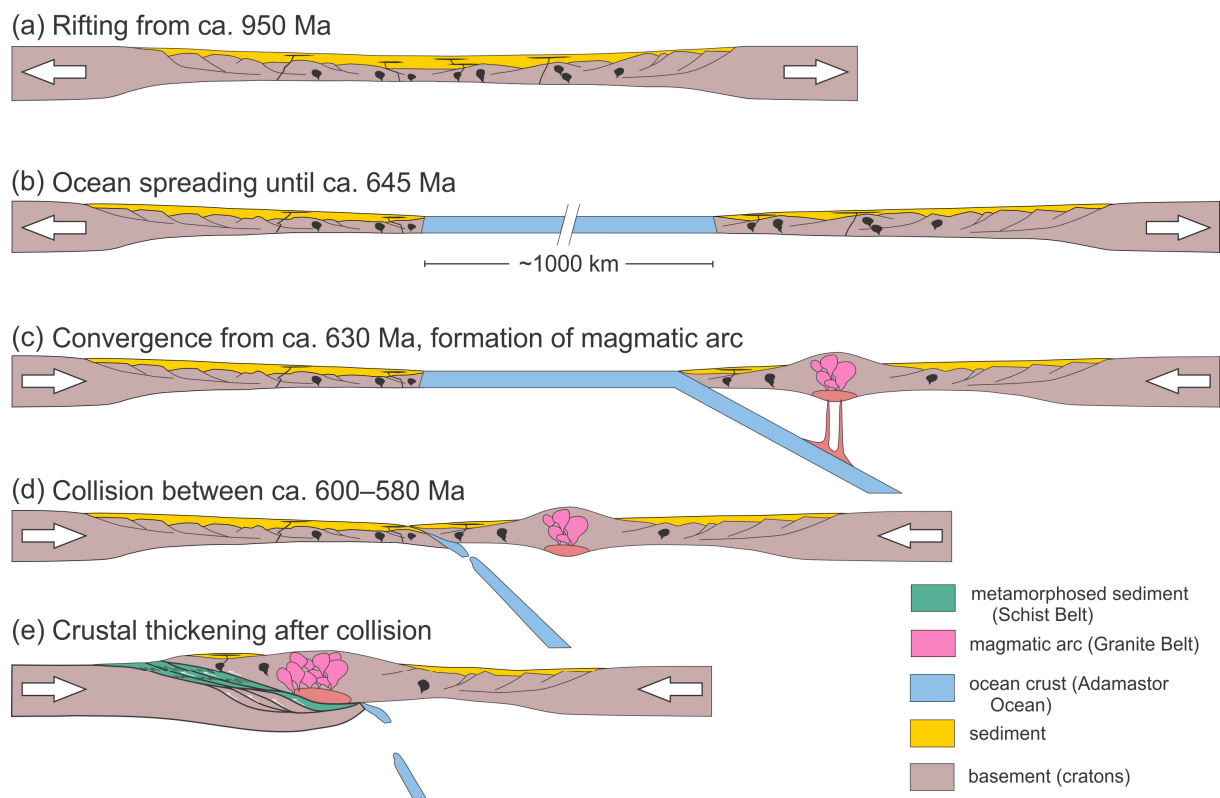 (a) Rifting from ca. 950 Ma
(b) Ocean spreading until ca. 645 Ma
~1000 km
(c) Convergence from ca. 630 Ma, formation of magmatic arc
(d) Collision between ca. 600–580 Ma
(e) Crustal thickening after collision
metamorphosed sediment
(Schist Belt)
magmatic arc (Granite Belt)
ocean crust (Adamastor
Ocean)
sediment
basement (cratons)